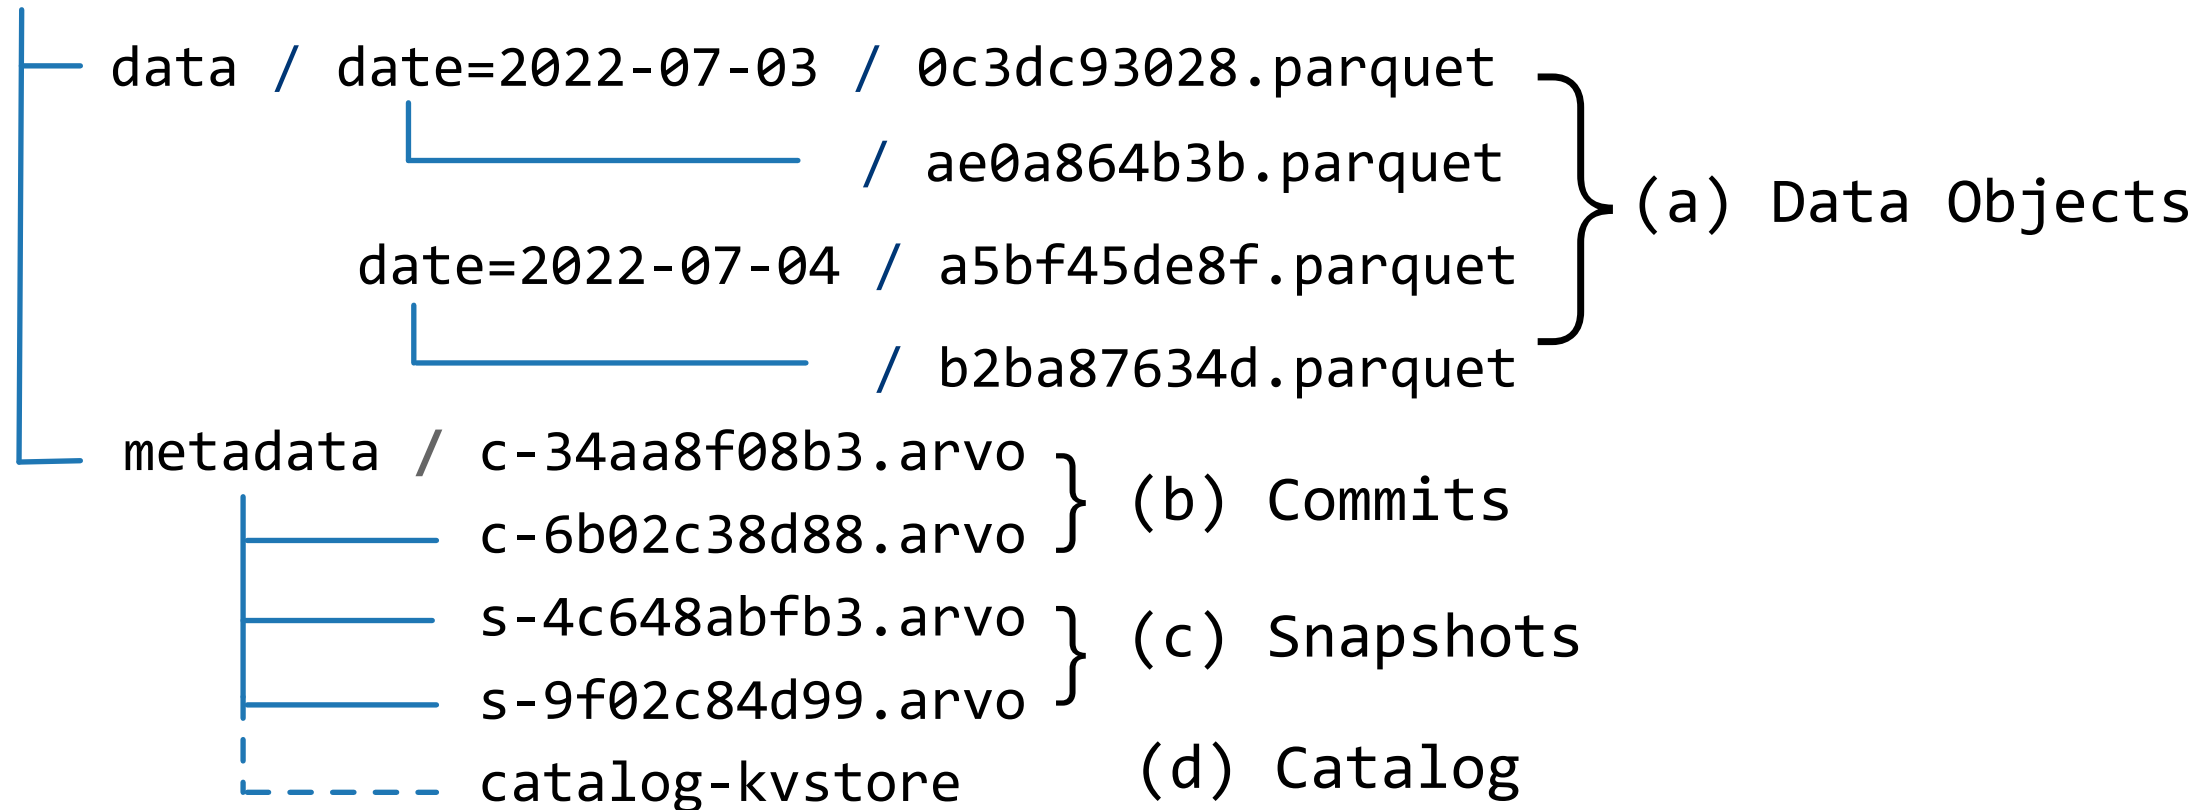 data / date=2022-07-03 / 0c3dc93028.parquet
/ ae0a864b3b.parquet
(a) Data Objects
date=2022-07-04 / a5bf45de8f.parquet
/ b2ba87634d.parquet
metadata / c-34aa8f08b3.arvo
(b) Commits
c-6b02c38d88.arvo
s-4c648abfb3.arvo
(c) Snapshots
s-9f02c84d99.arvo
catalog-kvstore
(d) Catalog